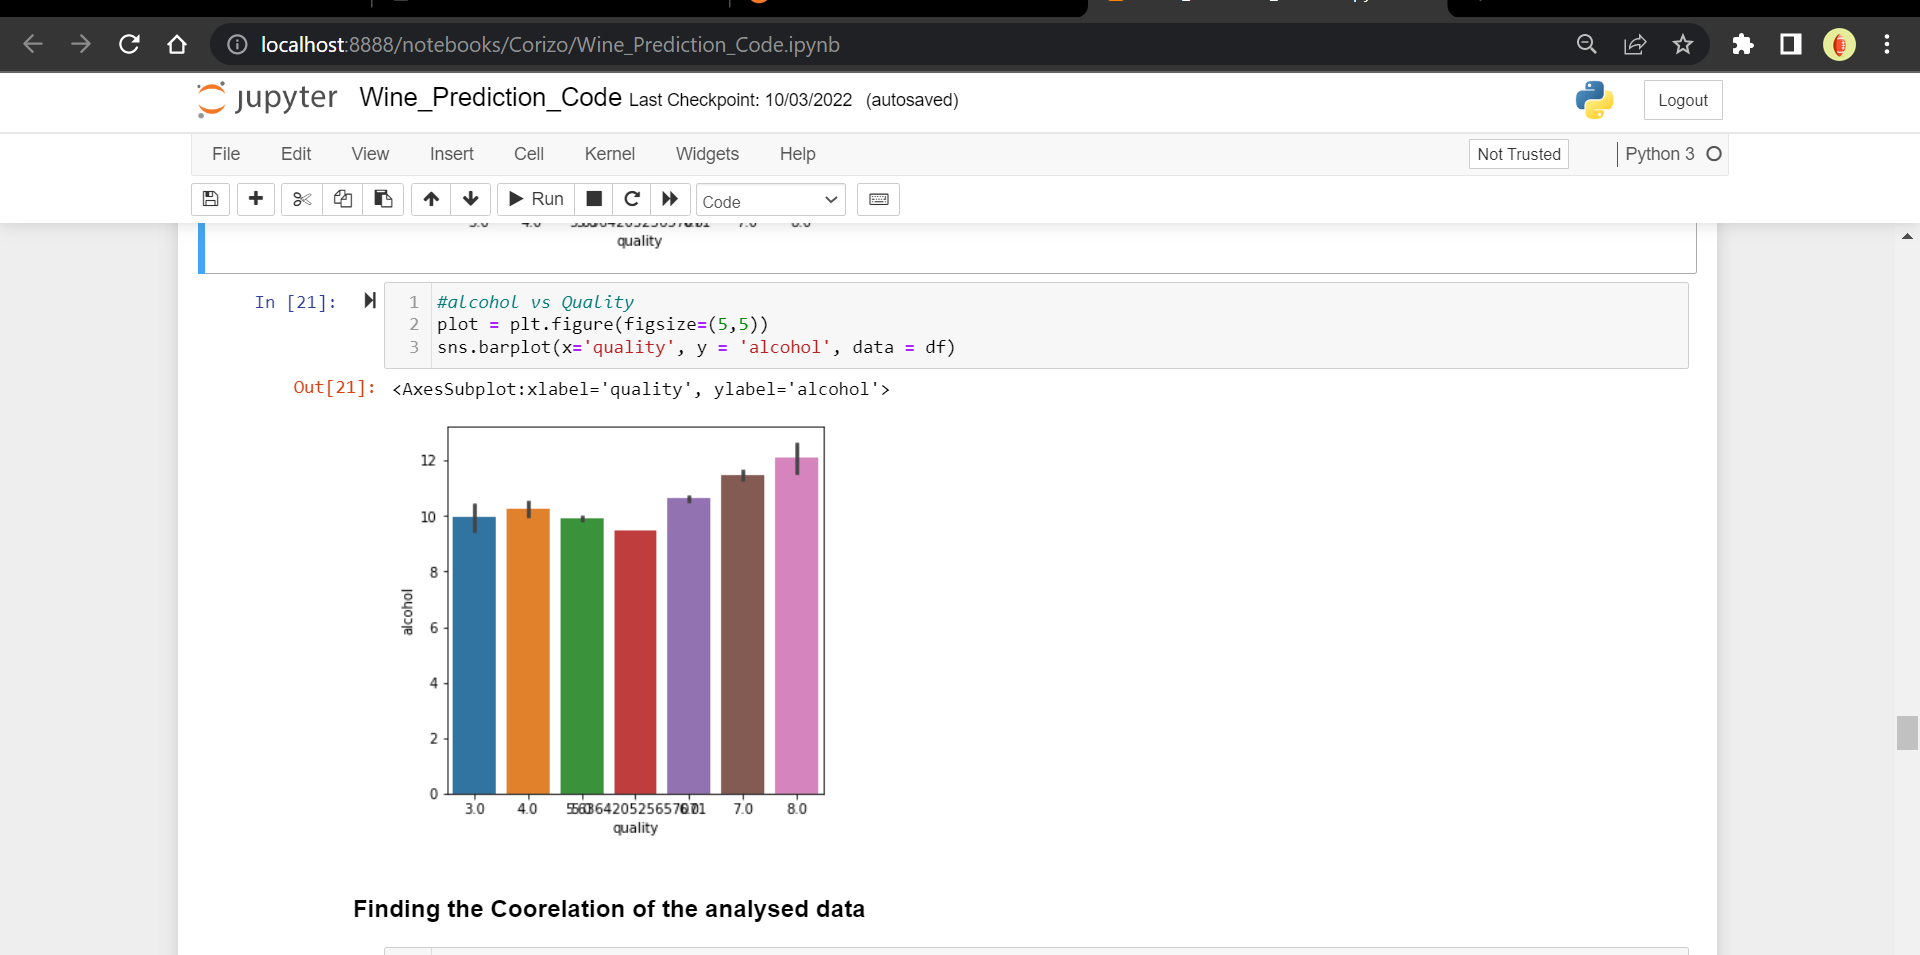 localhost:8888/notebooks/Corizo/Wine_Prediction_Code.ipynb
jupyter Wine_Prediction_Code Last Checkpoint: 10/03/2022 (autosaved)
Logout
File Edit View Insert Cell Kernel Widgets Help
Not Trusted Python 3
Run Code
quality
In [21]:
1 #alcohol vs Quality
2 plot = plt.figure(figsize=(5,5))
3 sns.barplot(x='quality', y = 'alcohol', data = df)
Out[21]: <AxesSubplot:xlabel='quality', ylabel='alcohol'>
12
10
8
alcohol
6
4
2
0
3.0 4.0 7.0 8.0
quality
Finding the Coorelation of the analysed data